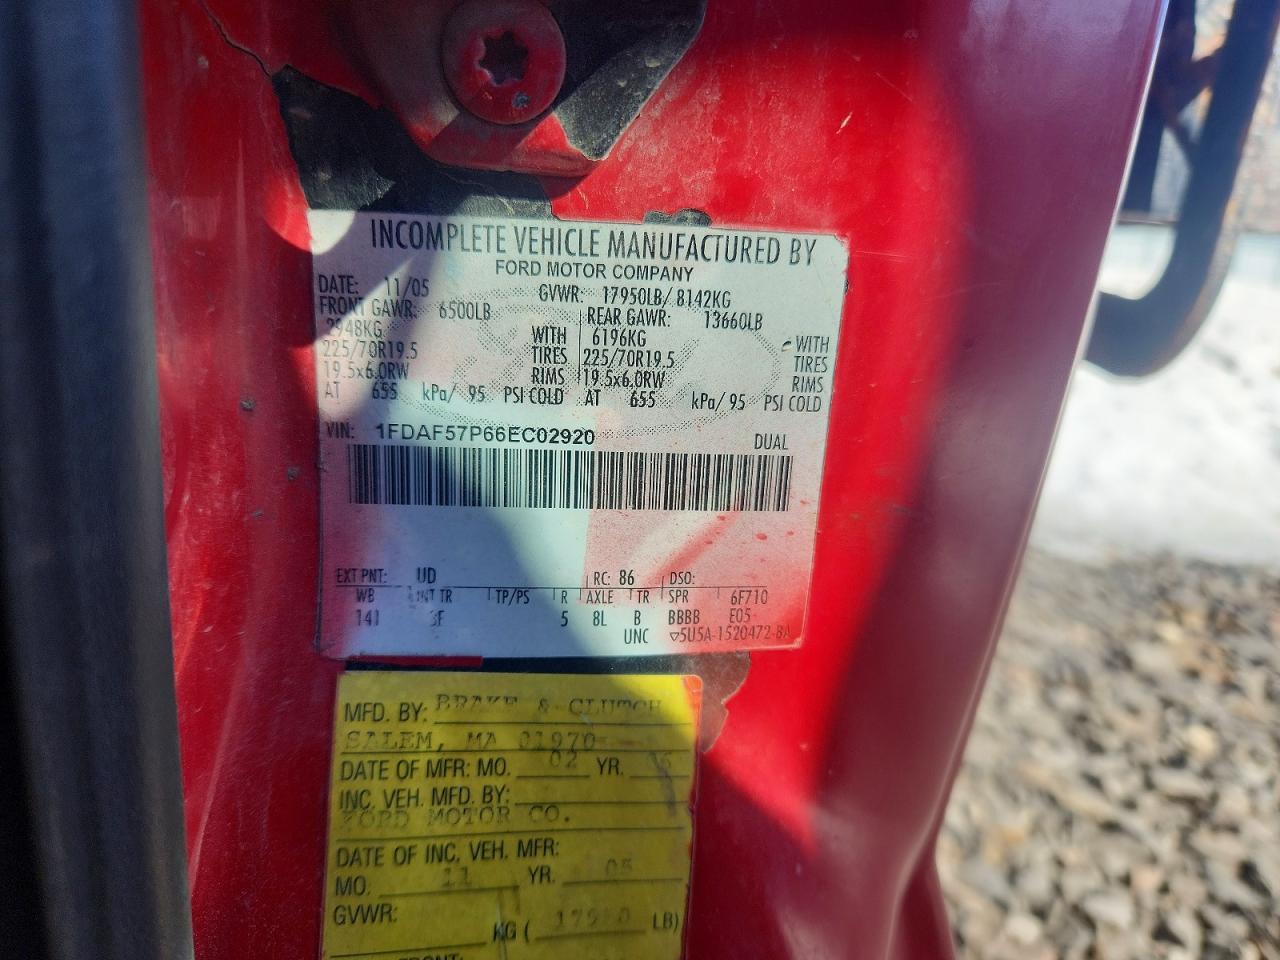 INCOMPLETE VEHICLE MANUFACTURED BY
FORD MOTOR COMPANY
DATE: 11/05 GVWR: 17950LB/ 8142KG
FRONT GAWR: 6500LB REAR GAWR: 13660LB
2948KG WITH 6196KG WITH
225/70R19.5 TIRES 225/70R19.5 TIRES
19.5x6.0RW RIMS 19.5x6.0RW RIMS
AT 655 kPa/ 95 PSI COLD AT 655 kPa/ 95 PSI COLD
VIN: 1FDAF57P66EC02920 DUAL
EXT PNT: UD RC: 86 DSO:
WB INT TR TP/PS R AXLE TR SPR 6F710
141 3F 5 8L B BBBB E05
UNC ▽5U5A-1520472-BA
MFD. BY: BRAKE & CLUTCH
SALEM, MA 01970
DATE OF MFR: MO. 02 YR. 06
INC. VEH. MFD. BY:
FORD MOTOR CO.
DATE OF INC. VEH. MFR:
MO. 11 YR. 05
GVWR:
KG ( 17950 LB)
FRONT: